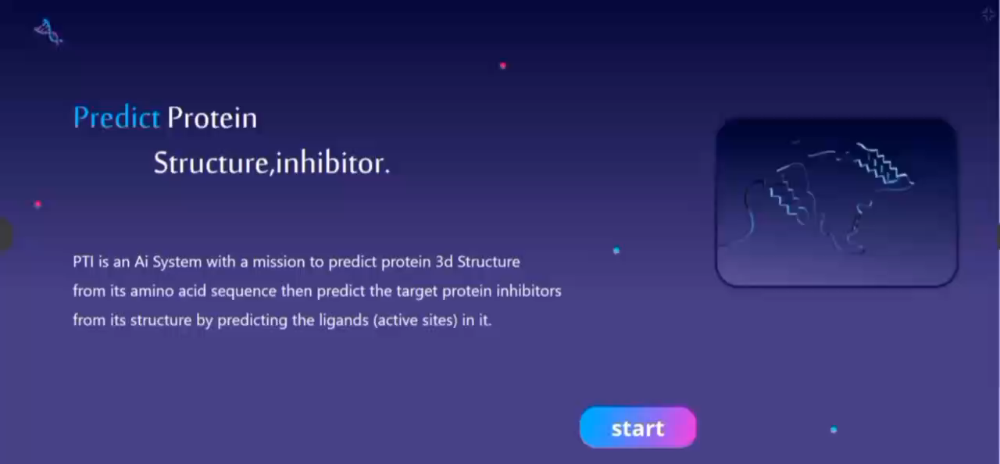 Predict Protein
Structure,inhibitor.
PTI is an Ai System with a mission to predict protein 3d Structure
from its amino acid sequence then predict the target protein inhibitors
from its structure by predicting the ligands (active sites) in it.
start